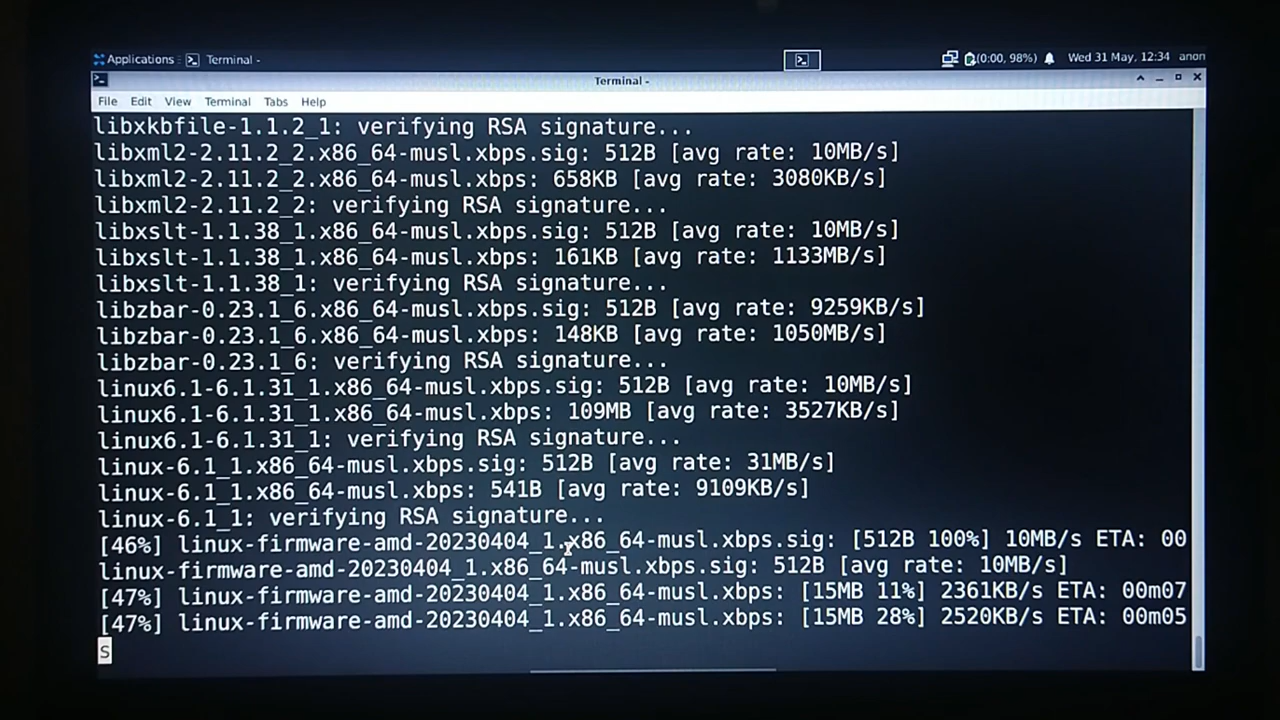 Applications Terminal - (0:00, 98%) Wed 31 May, 12:34 anon
Terminal -
File Edit View Terminal Tabs Help
libxkbfile-1.1.2_1: verifying RSA signature...
libxml2-2.11.2_2.x86_64-musl.xbps.sig: 512B [avg rate: 10MB/s]
libxml2-2.11.2_2.x86_64-musl.xbps: 658KB [avg rate: 3080KB/s]
libxml2-2.11.2_2: verifying RSA signature...
libxslt-1.1.38_1.x86_64-musl.xbps.sig: 512B [avg rate: 10MB/s]
libxslt-1.1.38_1.x86_64-musl.xbps: 161KB [avg rate: 1133MB/s]
libxslt-1.1.38_1: verifying RSA signature...
libzbar-0.23.1_6.x86_64-musl.xbps.sig: 512B [avg rate: 9259KB/s]
libzbar-0.23.1_6.x86_64-musl.xbps: 148KB [avg rate: 1050MB/s]
libzbar-0.23.1_6: verifying RSA signature...
linux6.1-6.1.31_1.x86_64-musl.xbps.sig: 512B [avg rate: 10MB/s]
linux6.1-6.1.31_1.x86_64-musl.xbps: 109MB [avg rate: 3527KB/s]
linux6.1-6.1.31_1: verifying RSA signature...
linux-6.1_1.x86_64-musl.xbps.sig: 512B [avg rate: 31MB/s]
linux-6.1_1.x86_64-musl.xbps: 541B [avg rate: 9109KB/s]
linux-6.1_1: verifying RSA signature...
[46%] linux-firmware-amd-20230404_1.x86_64-musl.xbps.sig: [512B 100%] 10MB/s ETA: 00
linux-firmware-amd-20230404_1.x86_64-musl.xbps.sig: 512B [avg rate: 10MB/s]
[47%] linux-firmware-amd-20230404_1.x86_64-musl.xbps: [15MB 11%] 2361KB/s ETA: 00m07
[47%] linux-firmware-amd-20230404_1.x86_64-musl.xbps: [15MB 28%] 2520KB/s ETA: 00m05
s